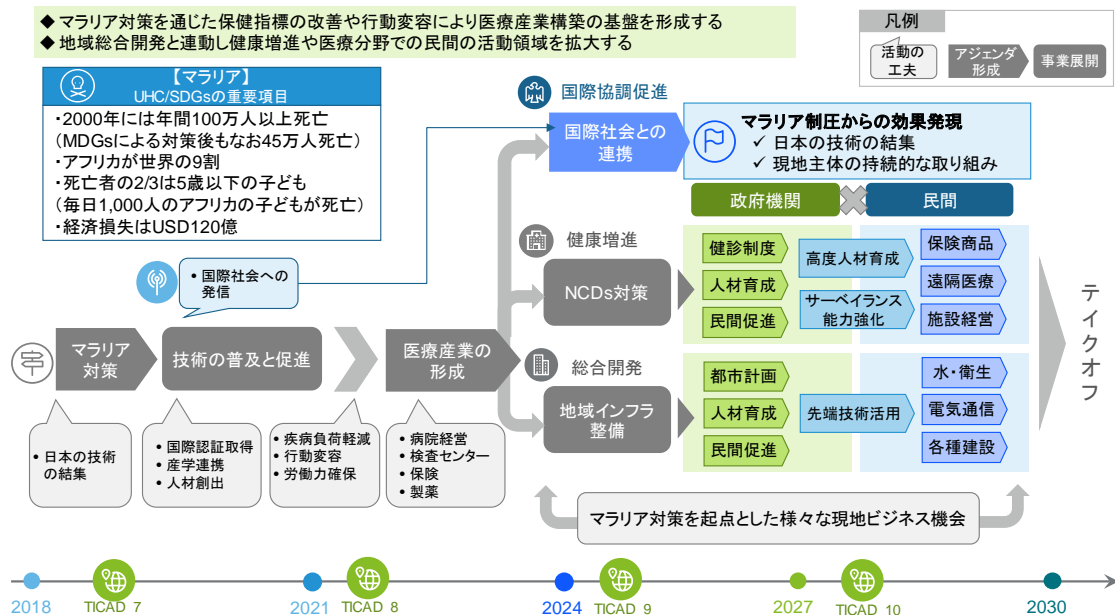 ◆ マラリア対策を通じた保健指標の改善や行動変容により医療産業構築の基盤を形成する
◆ 地域総合開発と連動し健康増進や医療分野での民間の活動領域を拡大する
凡例
活動の
工夫
アジェンダ
形成
事業展開
【マラリア】
UHC/SDGsの重要項目
・2000年には年間100万人以上死亡
(MDGsによる対策後もなお45万人死亡)
・アフリカが世界の9割
・死亡者の2/3は5歳以下の子ども
(毎日1,000人のアフリカの子どもが死亡)
・経済損失はUSD120億
国際協調促進
国際社会との
連携
マラリア制圧からの効果発現
✓ 日本の技術の結集
✓ 現地主体の持続的な取り組み
政府機関
民間
• 国際社会への
発信
健康増進
NCDs対策
健診制度
人材育成
民間促進
高度人材育成
サーベイランス
能力強化
保険商品
遠隔医療
施設経営
マラリア
対策
技術の普及と促進
医療産業の
形成
総合開発
地域インフラ
整備
都市計画
人材育成
民間促進
先端技術活用
水・衛生
電気通信
各種建設
テイクオフ
• 日本の技術
の結集
• 国際認証取得
• 産学連携
• 人材創出
• 疾病負荷軽減
• 行動変容
• 労働力確保
• 病院経営
• 検査センター
• 保険
• 製薬
マラリア対策を起点とした様々な現地ビジネス機会
2018
TICAD 7
2021
TICAD 8
2024
TICAD 9
2027
TICAD 10
2030